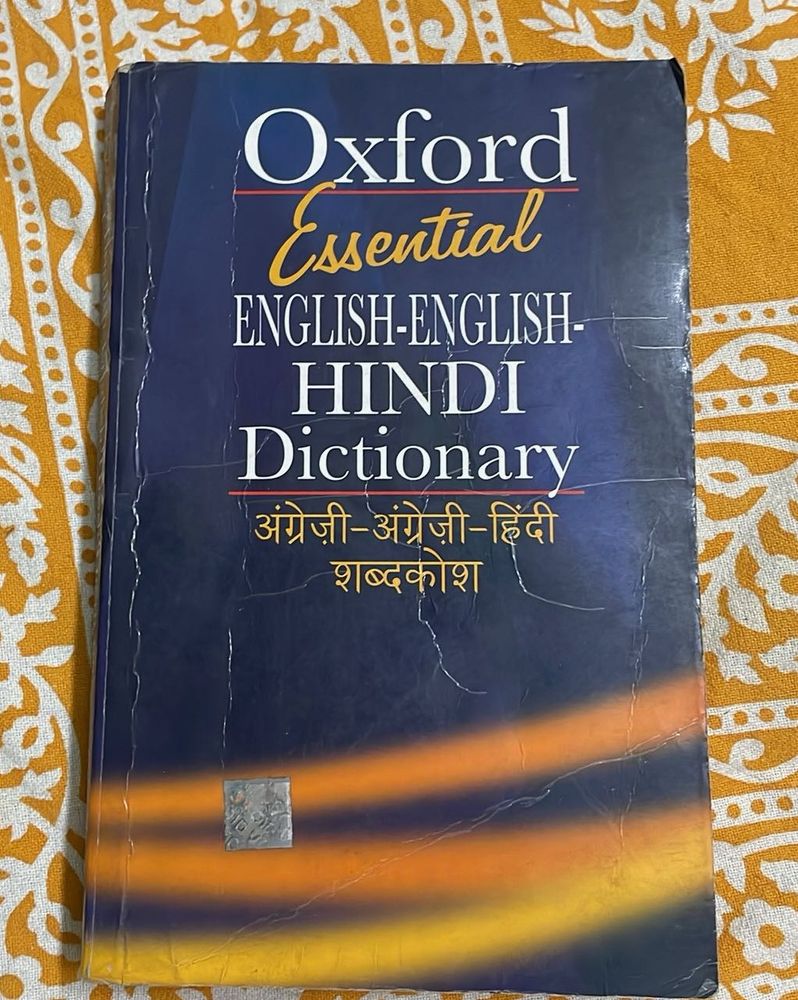 Oxford
Essential
ENGLISH-ENGLISH-
HINDI
Dictionary
अंग्रेज़ी-अंग्रेज़ी-हिंदी
शब्दकोश